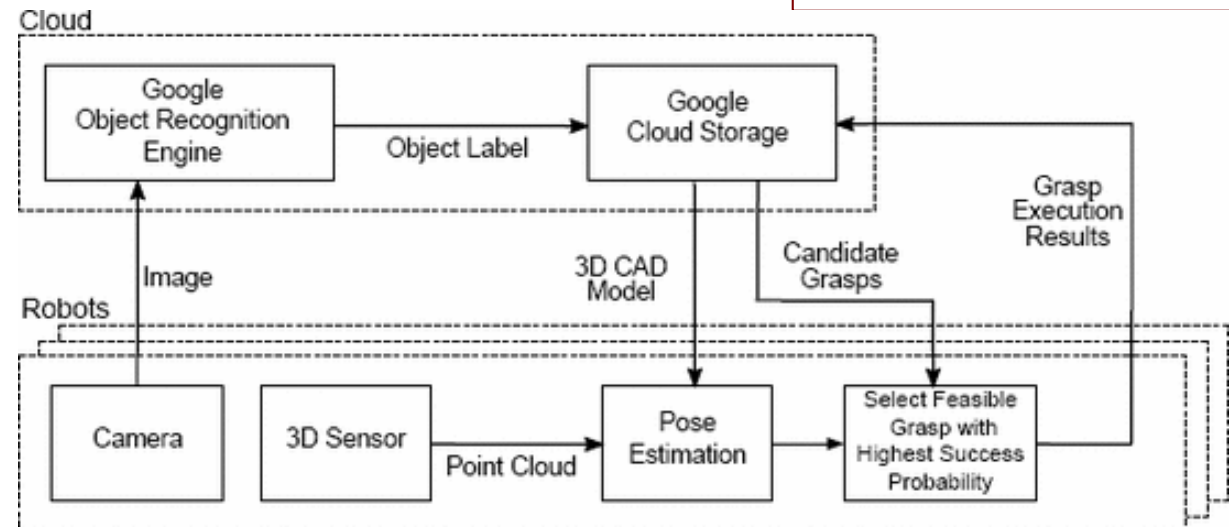 Cloud
Google
Object Recognition
Engine
Object Label
Google
Cloud Storage
Grasp
Execution
Results
Image
3D CAD
Model
Candidate
Grasps
Robots
Camera
3D Sensor
Point Cloud
Pose
Estimation
Select Feasible
Grasp with
Highest Success
Probability